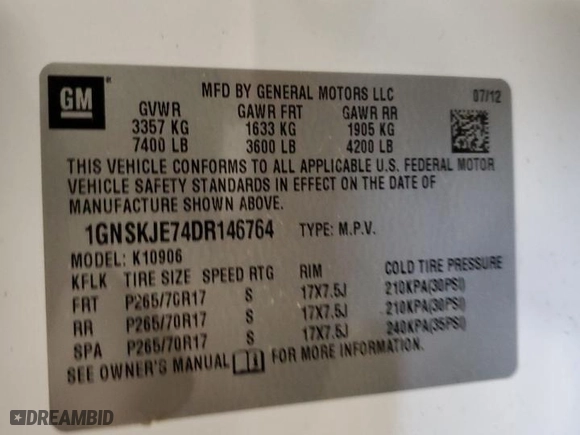 GM
MFD BY GENERAL MOTORS LLC 07/12
GVWR GAWR FRT GAWR RR
3357 KG 1633 KG 1905 KG
7400 LB 3600 LB 4200 LB
THIS VEHICLE CONFORMS TO ALL APPLICABLE U.S. FEDERAL MOTOR
VEHICLE SAFETY STANDARDS IN EFFECT ON THE DATE OF
MANUFACTURE SHOWN ABOVE.
1GNSKJE74DR146764 TYPE: M.P.V.
MODEL: K10906
KFLK TIRE SIZE SPEED RTG RIM COLD TIRE PRESSURE
FRT P265/70R17 S 17X7.5J 210KPA(30PSI)
RR P265/70R17 S 17X7.5J 210KPA(30PSI)
SPA P265/70R17 S 17X7.5J 240KPA(35PSI)
SEE OWNER'S MANUAL FOR MORE INFORMATION.
DREAMBID